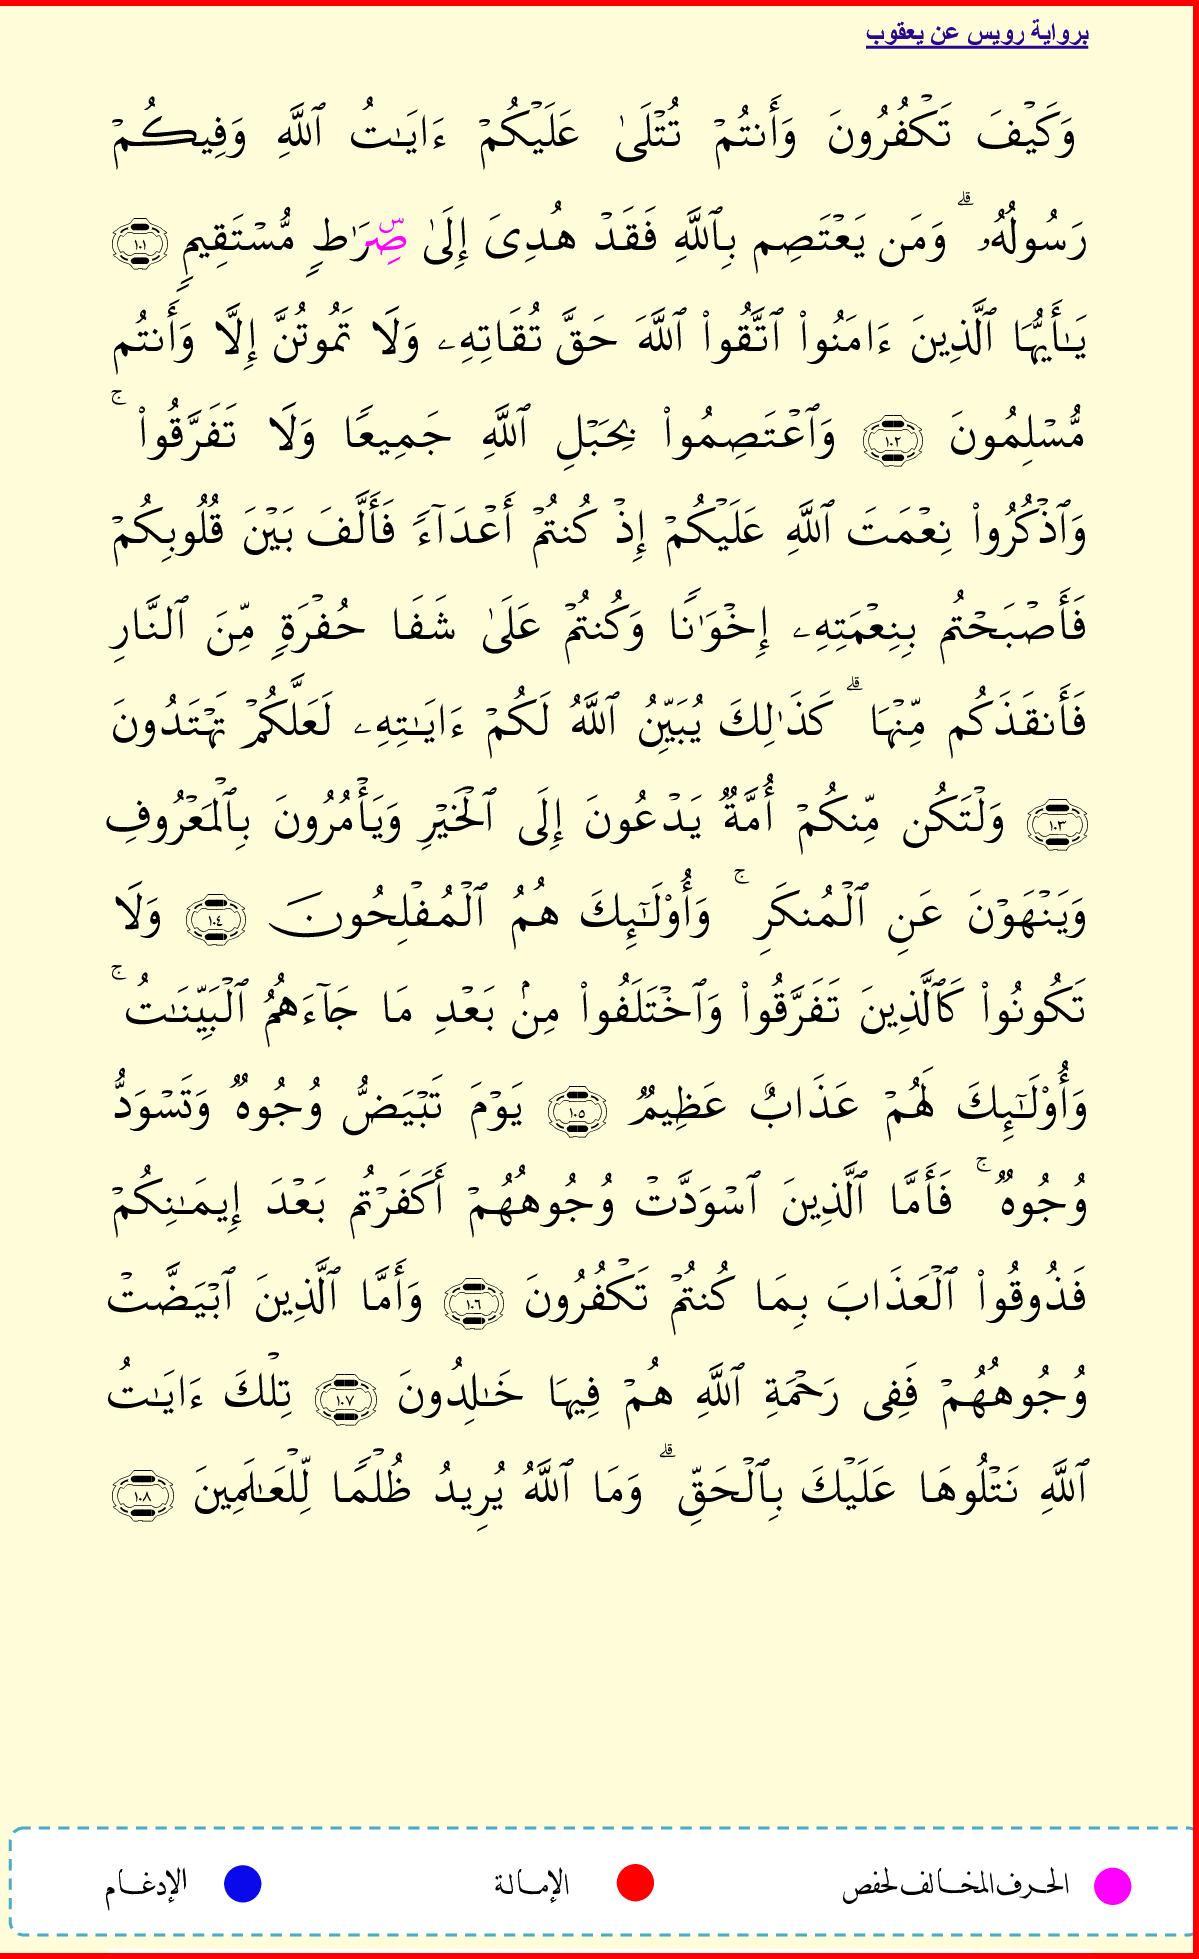 برواية رويس عن يعقوب
وَكَيْفَ تَكْفُرُونَ وَأَنتُمْ تُتْلَىٰ عَلَيْكُمْ ءَايَـٰتُ ٱللَّهِ وَفِيكُمْ
رَسُولُهُۥ ۗ وَمَن يَعْتَصِم بِٱللَّهِ فَقَدْ هُدِىَ إِلَىٰ صِّۜرَٰطٍ مُّسْتَقِيمٍ ١٠١
يَـٰٓأَيُّهَا ٱلَّذِينَ ءَامَنُوا۟ ٱتَّقُوا۟ ٱللَّهَ حَقَّ تُقَاتِهِۦ وَلَا تَمُوتُنَّ إِلَّا وَأَنتُم
مُّسْلِمُونَ ١٠٢ وَٱعْتَصِمُوا۟ بِحَبْلِ ٱللَّهِ جَمِيعًا وَلَا تَفَرَّقُوا۟ ۚ
وَٱذْكُرُوا۟ نِعْمَتَ ٱللَّهِ عَلَيْكُمْ إِذْ كُنتُمْ أَعْدَآءً فَأَلَّفَ بَيْنَ قُلُوبِكُمْ
فَأَصْبَحْتُم بِنِعْمَتِهِۦ إِخْوَٰنًا وَكُنتُمْ عَلَىٰ شَفَا حُفْرَةٍ مِّنَ ٱلنَّارِ
فَأَنقَذَكُم مِّنْهَا ۗ كَذَٰلِكَ يُبَيِّنُ ٱللَّهُ لَكُمْ ءَايَـٰتِهِۦ لَعَلَّكُمْ تَهْتَدُونَ
١٠٣ وَلْتَكُن مِّنكُمْ أُمَّةٌ يَدْعُونَ إِلَى ٱلْخَيْرِ وَيَأْمُرُونَ بِٱلْمَعْرُوفِ
وَيَنْهَوْنَ عَنِ ٱلْمُنكَرِ ۚ وَأُو۟لَـٰٓئِكَ هُمُ ٱلْمُفْلِحُونَ ١٠٤ وَلَا
تَكُونُوا۟ كَٱلَّذِينَ تَفَرَّقُوا۟ وَٱخْتَلَفُوا۟ مِنۢ بَعْدِ مَا جَآءَهُمُ ٱلْبَيِّنَـٰتُ ۚ
وَأُو۟لَـٰٓئِكَ لَهُمْ عَذَابٌ عَظِيمٌ ١٠٥ يَوْمَ تَبْيَضُّ وُجُوهٌ وَتَسْوَدُّ
وُجُوهٌ ۚ فَأَمَّا ٱلَّذِينَ ٱسْوَدَّتْ وُجُوهُهُمْ أَكَفَرْتُم بَعْدَ إِيمَـٰنِكُمْ
فَذُوقُوا۟ ٱلْعَذَابَ بِمَا كُنتُمْ تَكْفُرُونَ ١٠٦ وَأَمَّا ٱلَّذِينَ ٱبْيَضَّتْ
وُجُوهُهُمْ فَفِى رَحْمَةِ ٱللَّهِ هُمْ فِيهَا خَـٰلِدُونَ ١٠٧ تِلْكَ ءَايَـٰتُ
ٱللَّهِ نَتْلُوهَا عَلَيْكَ بِٱلْحَقِّ ۗ وَمَا ٱللَّهُ يُرِيدُ ظُلْمًا لِّلْعَـٰلَمِينَ ١٠٨
الحرف المخالف لحفص الإمالة الإدغام